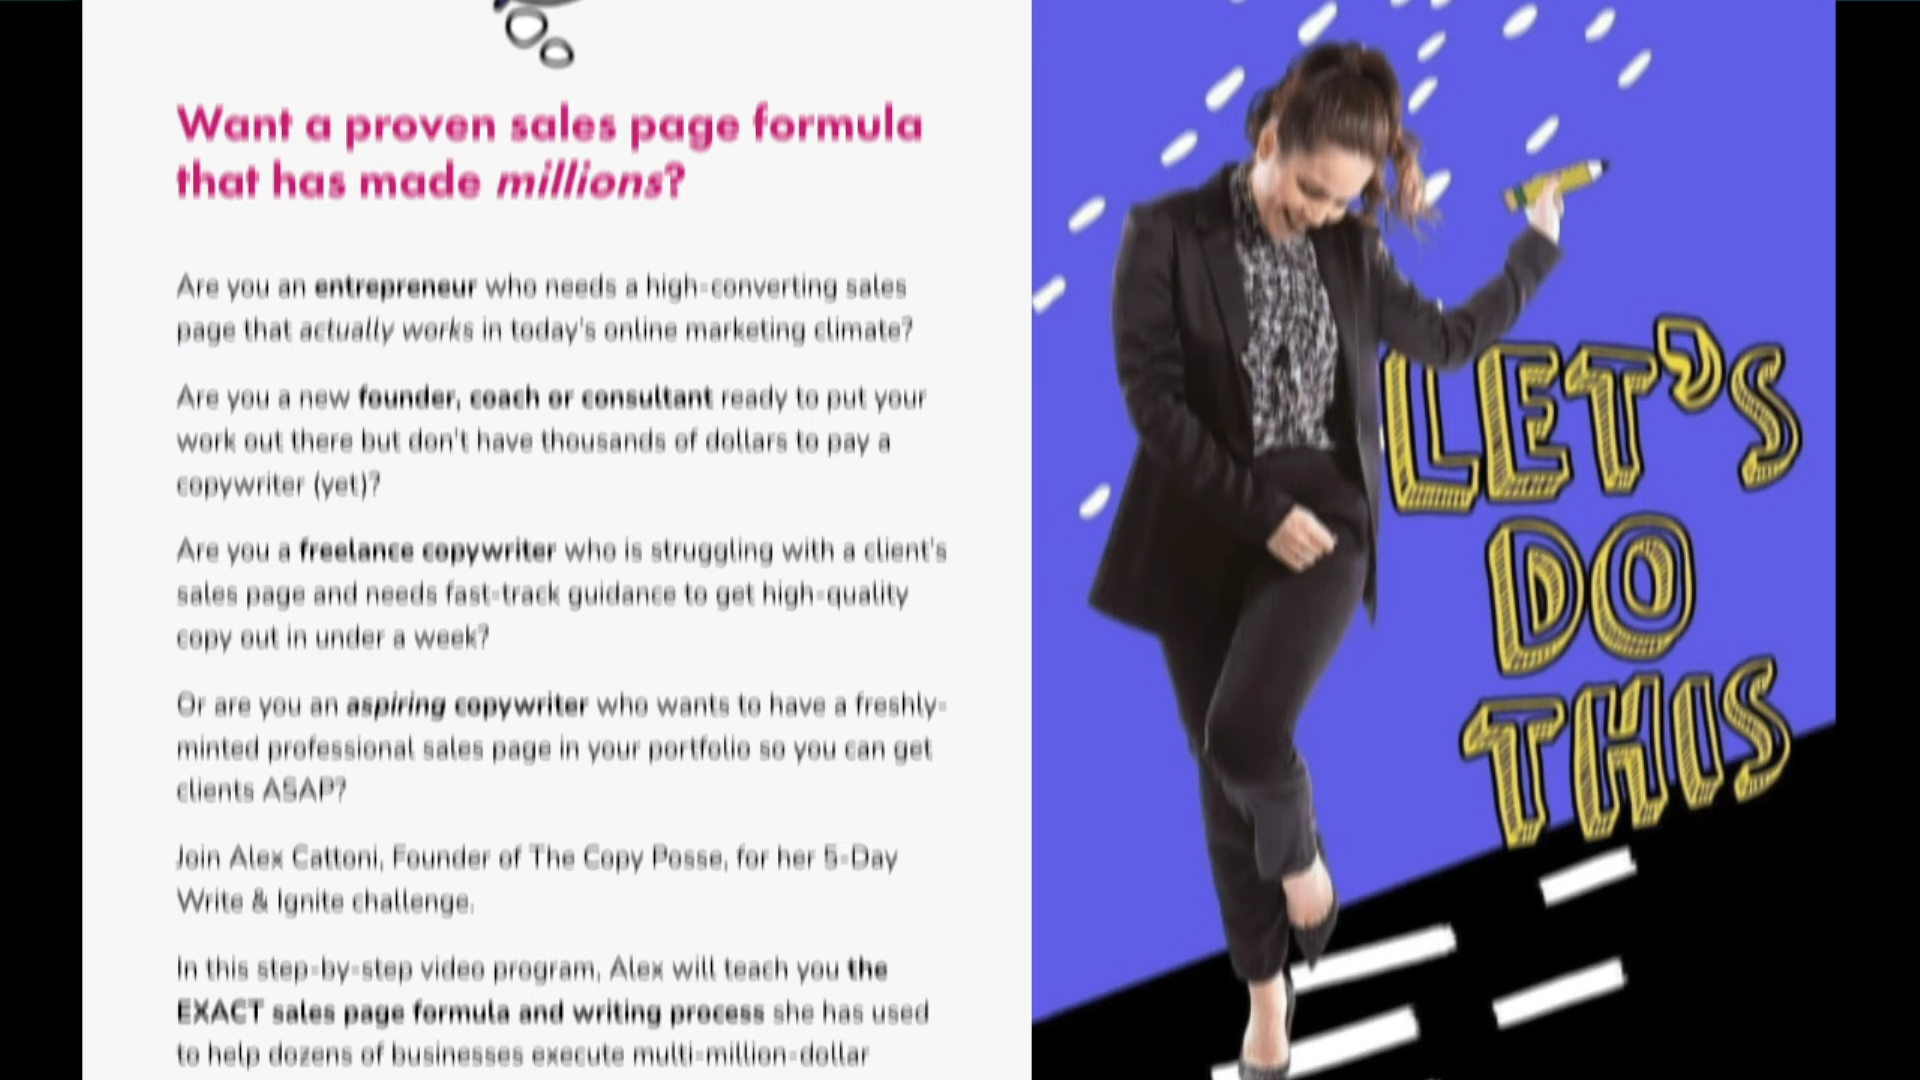 Want a proven sales page formula
that has made millions?
Are you an entrepreneur who needs a high-converting sales
page that actually works in today's online marketing climate?
Are you a new founder, coach or consultant ready to put your
work out there but don't have thousands of dollars to pay a
copywriter (yet)?
Are you a freelance copywriter who is struggling with a client's
sales page and needs fast-track guidance to get high-quality
copy out in under a week?
Or are you an aspiring copywriter who wants to have a freshly-
minted professional sales page in your portfolio so you can get
clients ASAP?
Join Alex Cattoni, Founder of The Copy Posse, for her 5-Day
Write & Ignite challenge.
In this step-by-step video program, Alex will teach you the
EXACT sales page formula and writing process she has used
to help dozens of businesses execute multi-million-dollar
LET'S
DO
THIS